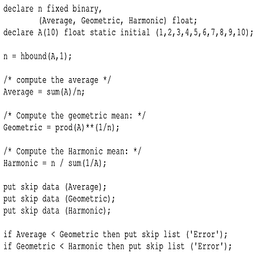 declare n fixed binary,
(Average, Geometric, Harmonic) float;
declare A(10) float static initial (1,2,3,4,5,6,7,8,9,10);
n = hbound(A,1);
/* compute the average */
Average = sum(A)/n;
/* Compute the geometric mean: */
Geometric = prod(A)**(1/n);
/* Compute the Harmonic mean: */
Harmonic = n / sum(1/A);
put skip data (Average);
put skip data (Geometric);
put skip data (Harmonic);
if Average < Geometric then put skip list ('Error');
if Geometric < Harmonic then put skip list ('Error');